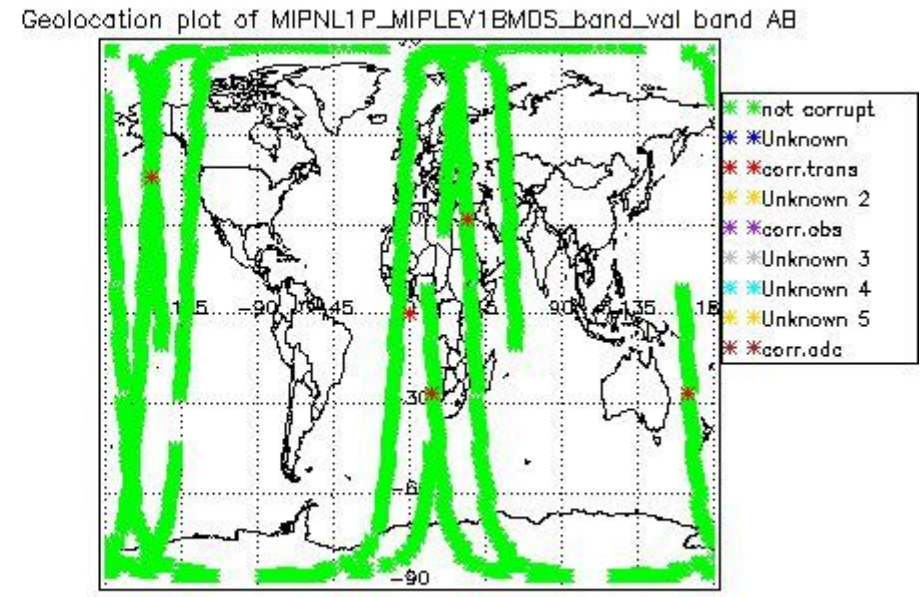 Geolocation plot of MIPNL1P_MIPLEV1BMDS_band_val band AB
not corrupt
Unknown
corr.trans
Unknown 2
corr.obs
Unknown 3
Unknown 4
Unknown 5
corr.adc
-90
-45
90
135
-90